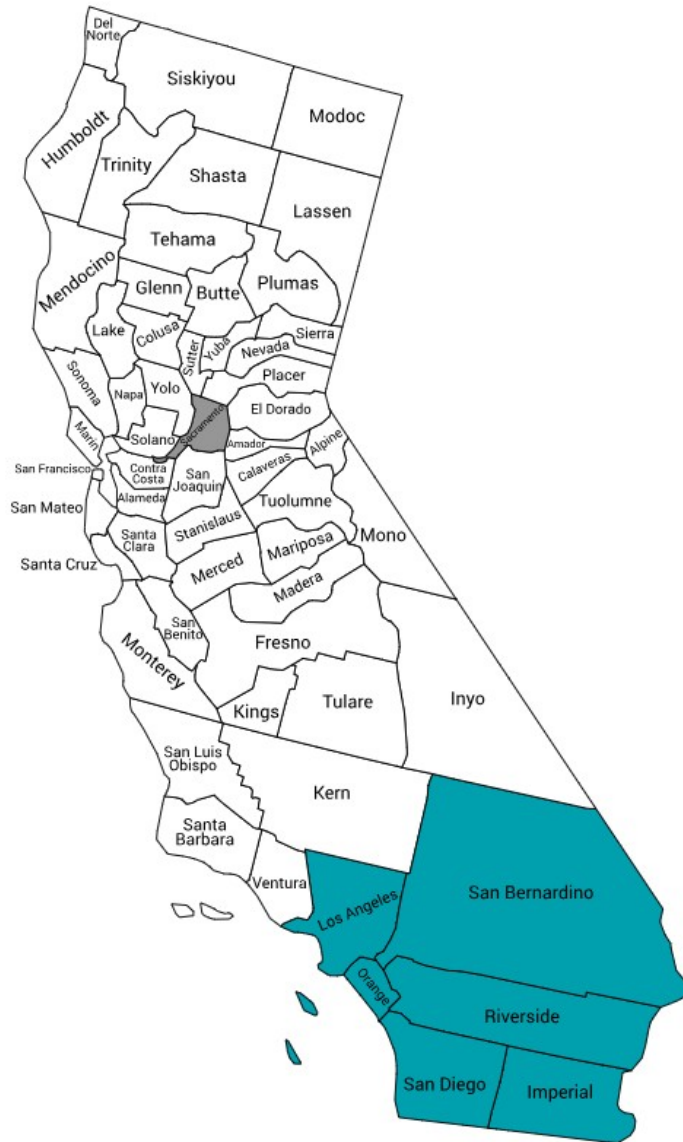 Del
Norte
Siskiyou
Modoc
Humboldt
Trinity
Shasta
Lassen
Tehama
Mendocino
Glenn
Butte
Plumas
Lake
Colusa
Sutter
Yuba
Sierra
Nevada
Placer
Sonoma
Napa
Yolo
El Dorado
Sacramento
Marin
Solano
Amador
Alpine
San Francisco
Contra
Costa
San
Joaquin
Calaveras
Alameda
Tuolumne
San Mateo
Stanislaus
Mono
Santa
Clara
Mariposa
Santa Cruz
Merced
Madera
San
Benito
Fresno
Monterey
Kings
Tulare
Inyo
San Luis
Obispo
Kern
Santa
Barbara
Ventura
Los Angeles
San Bernardino
Orange
Riverside
San Diego
Imperial